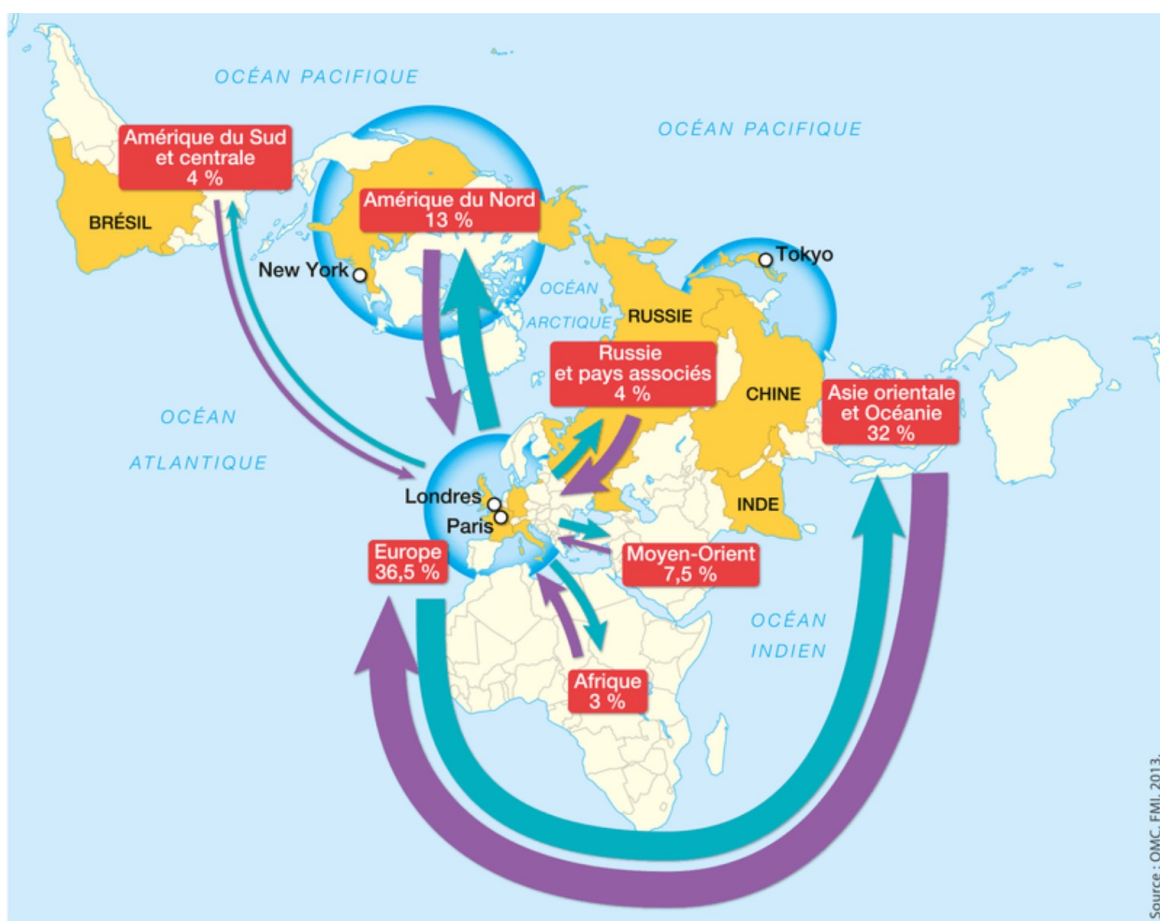 OCÉAN PACIFIQUE
OCÉAN PACIFIQUE
Amérique du Sud
et centrale
4 %
BRÉSIL
Amérique du Nord
13 %
New York
Tokyo
OCÉAN
ARCTIQUE
RUSSIE
Russie
et pays associés
4 %
CHINE
Asie orientale
et Océanie
32 %
OCÉAN
ATLANTIQUE
Londres
Paris
INDE
Europe
36,5 %
Moyen-Orient
7,5 %
OCÉAN
INDIEN
Afrique
3 %
Source : OMC, FMI, 2013.